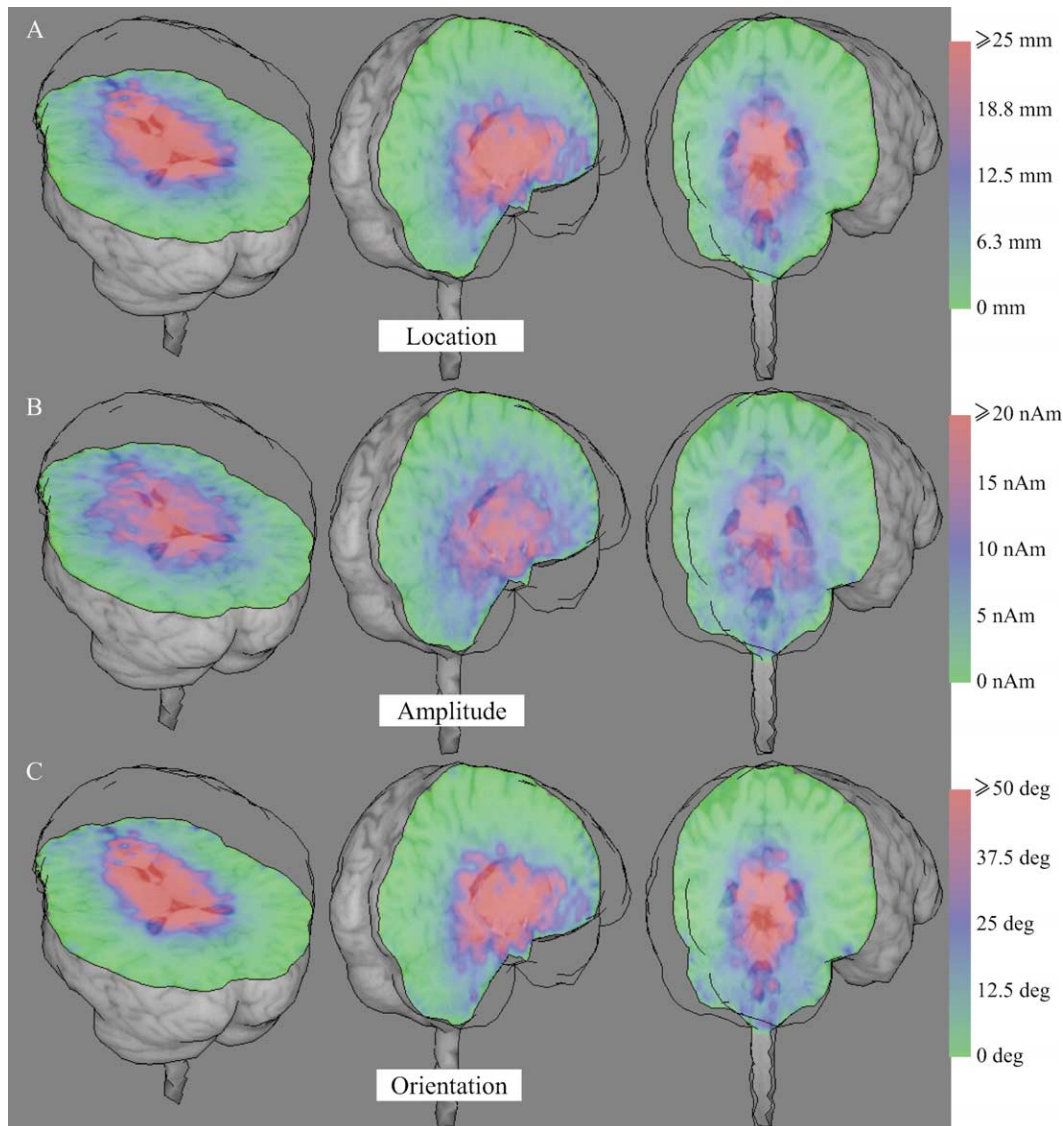 A
⩾25 mm
18.8 mm
12.5 mm
6.3 mm
0 mm
Location
B
⩾20 nAm
15 nAm
10 nAm
5 nAm
0 nAm
Amplitude
C
⩾50 deg
37.5 deg
25 deg
12.5 deg
0 deg
Orientation